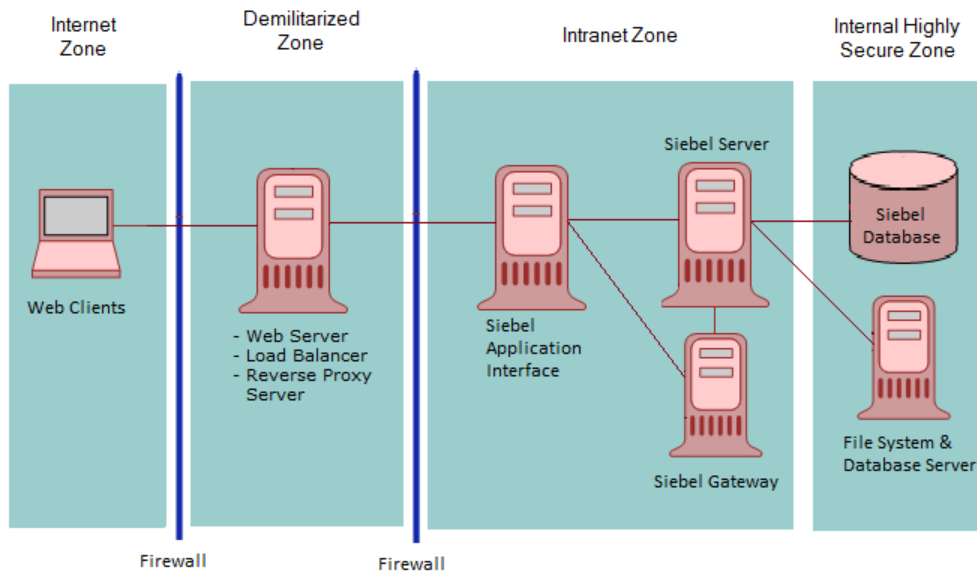 Internet
Zone
Demilitarized
Zone
Intranet Zone
Internal Highly
Secure Zone
Web Clients
- Web Server
- Load Balancer
- Reverse Proxy
Server
Siebel
Application
Interface
Siebel Server
Siebel Gateway
Siebel
Database
File System &
Database Server
Firewall
Firewall